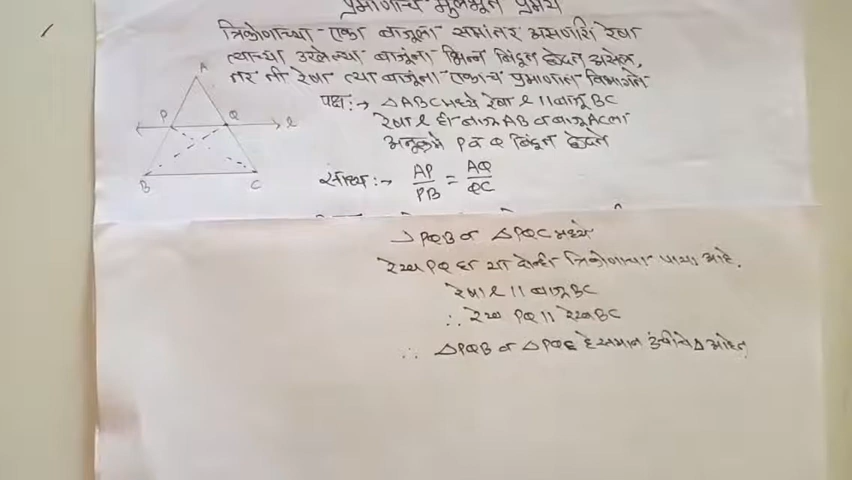 प्रमाणाचे मूलभूत प्रमेय
त्रिकोणाच्या एका बाजूला समांतर असणारी रेषा
त्याच्या उरलेल्या बाजूंना भिन्न बिंदूत छेदत असेल,
तर ती रेषा त्या बाजूंना एकाच प्रमाणात विभागते
पक्ष :→ △ABC मध्ये रेषा l || बाजू BC
रेषा l ही बाजू AB व बाजू AC ला
अनुक्रमे P व Q बिंदूत छेदते
A
P
Q
l
B
C
साध्य :→ AP/PB = AQ/QC
△PQB व △PQC मध्ये
रेख PQ हा या दोन्ही त्रिकोणाचा पाया आहे.
रेषा l || बाजू BC
∴ रेख PQ || रेख BC
∴ △PQB व △PQC हे समान उंचीचे △ आहेत